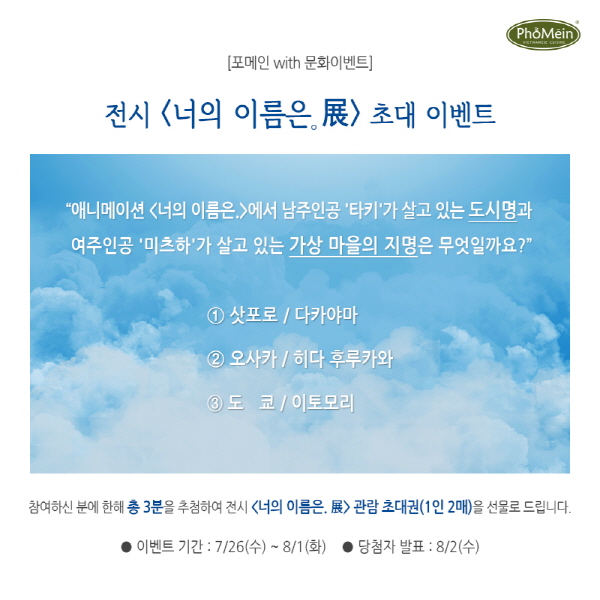 PhởMein
VIETNAMESE CUISINE
[포메인 with 문화이벤트]
전시 <너의 이름은。展> 초대 이벤트
“애니메이션 <너의 이름은.>에서 남주인공 '타키'가 살고 있는 도시명과
여주인공 '미츠하'가 살고 있는 가상 마을의 지명은 무엇일까요?”
① 삿포로 / 다카야마
② 오사카 / 히다 후루카와
③ 도 쿄 / 이토모리
참여하신 분에 한해 총 3분을 추첨하여 전시 <너의 이름은. 展> 관람 초대권(1인 2매)을 선물로 드립니다.
● 이벤트 기간 : 7/26(수) ~ 8/1(화) ● 당첨자 발표 : 8/2(수)